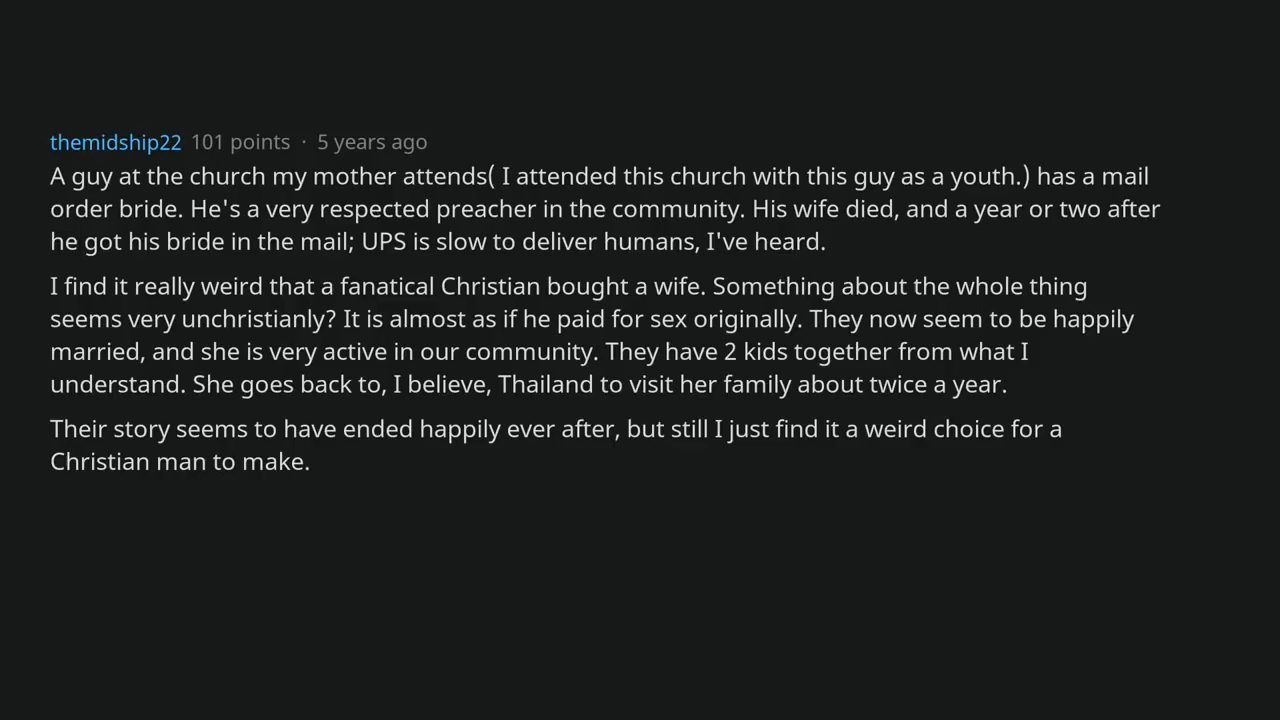 themidship22 101 points · 5 years ago
A guy at the church my mother attends( I attended this church with this guy as a youth.) has a mail
order bride. He's a very respected preacher in the community. His wife died, and a year or two after
he got his bride in the mail; UPS is slow to deliver humans, I've heard.
I find it really weird that a fanatical Christian bought a wife. Something about the whole thing
seems very unchristianly? It is almost as if he paid for sex originally. They now seem to be happily
married, and she is very active in our community. They have 2 kids together from what I
understand. She goes back to, I believe, Thailand to visit her family about twice a year.
Their story seems to have ended happily ever after, but still I just find it a weird choice for a
Christian man to make.